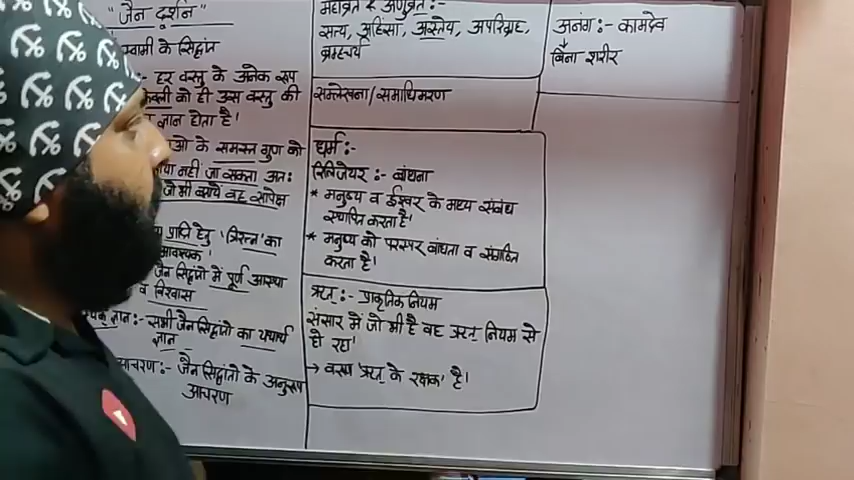 "जैन दर्शन"
स्वामी के सिद्धांत
:- हर वस्तु के अनेक रूप
केवली को ही उस वस्तु की
ज्ञान होता है।
के समस्त गुण को
नहीं जा सकता अतः
जो भी वह सापेक्ष
प्राप्ति हेतु 'त्रिरत्न' का
आवश्यक'
जैन सिद्धांतो में पूर्ण आस्था
व विश्वास
ज्ञान :- सभी जैन सिद्धांतो का यथार्थ
ज्ञान
आचरण :- जैन सिद्धांतो के अनुरूप
आचरण
महाव्रत व अणुव्रत :-
सत्य, अहिंसा, अस्तेय, अपरिग्रह,
ब्रह्मचर्य
सल्लेखना/समाधिमरण
धर्म :-
रिलिजेयर :- बांधना
* मनुष्य व ईश्वर के मध्य संबंध
स्थापित करता है'
* मनुष्य को परस्पर बांधता व संगठित
करता है।
ऋत् :- प्राकृतिक नियम
संसार में जो भी है वह ऋत् नियम से
हो रहा'
→ वरुण 'ऋत् के रक्षक' है।
अनंग :- कामदेव
बिना शरीर